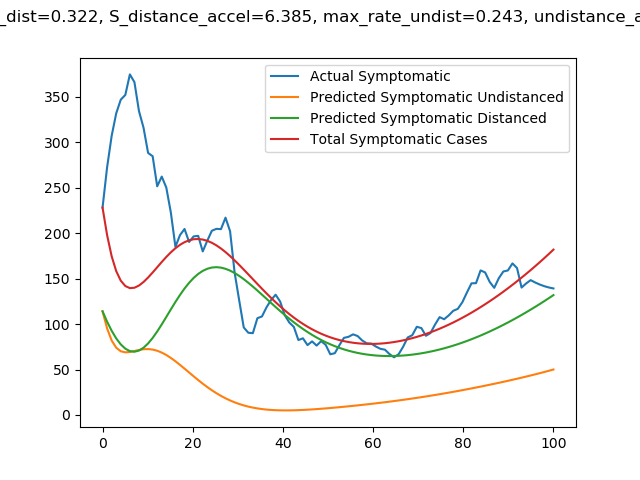 _dist=0.322, S_distance_accel=6.385, max_rate_undist=0.243, undistance_a
Actual Symptomatic
Predicted Symptomatic Undistanced
Predicted Symptomatic Distanced
Total Symptomatic Cases
350
300
250
200
150
100
50
0
0 20 40 60 80 100